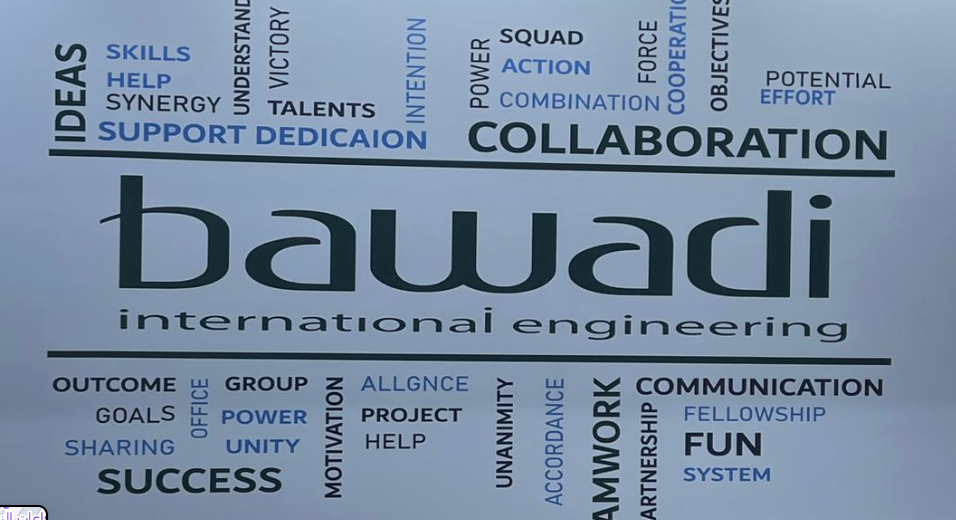 IDEAS
SKILLS
HELP
SYNERGY
UNDERSTAND
VICTORY
TALENTS
INTENTION
SUPPORT DEDICAION
POWER
SQUAD
ACTION
COMBINATION
FORCE
COOPERATIO
OBJECTIVES
POTENTIAL
EFFORT
COLLABORATION
bawadi
international engineering
OUTCOME
GOALS
SHARING
OFFICE
GROUP
POWER
UNITY
SUCCESS
MOTIVATION
ALLGNCE
PROJECT
HELP
UNANIMITY
ACCORDANCE
AMWORK
ARTNERSHIP
COMMUNICATION
FELLOWSHIP
FUN
SYSTEM